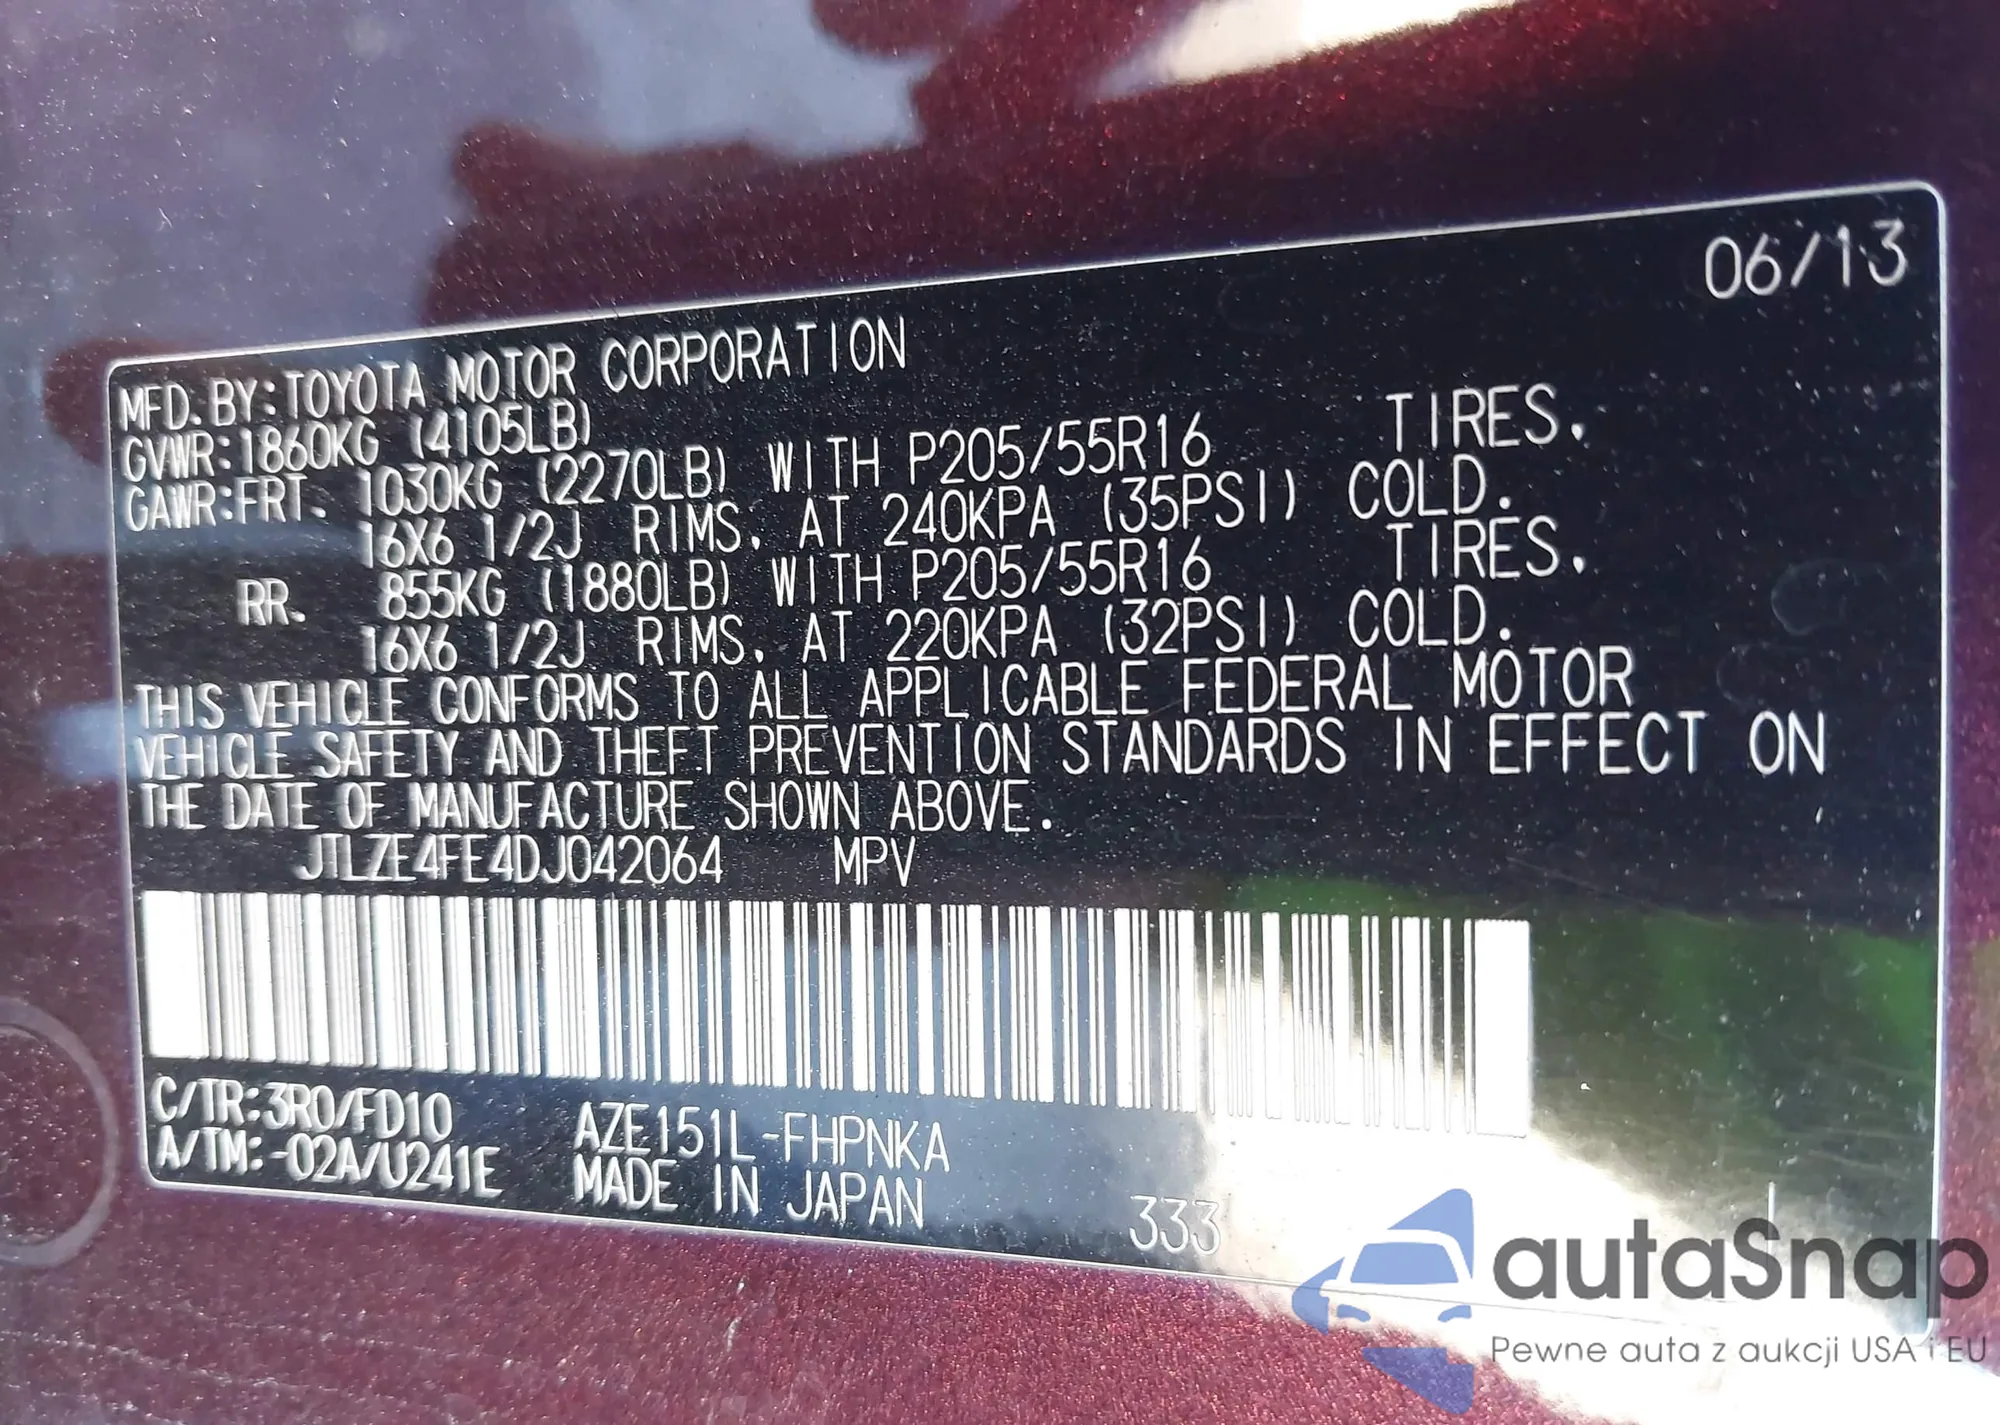 06/13
MFD. BY: TOYOTA MOTOR CORPORATION
GVWR: 1860KG (4105LB)
GAWR: FRT. 1030KG (2270LB) WITH P205/55R16 TIRES.
16X6 1/2J RIMS. AT 240KPA (35PSI) COLD.
RR. 855KG (1880LB) WITH P205/55R16 TIRES.
16X6 1/2J RIMS. AT 220KPA (32PSI) COLD.
THIS VEHICLE CONFORMS TO ALL APPLICABLE FEDERAL MOTOR
VEHICLE SAFETY AND THEFT PREVENTION STANDARDS IN EFFECT ON
THE DATE OF MANUFACTURE SHOWN ABOVE.
JTLZE4FE4DJ042064 MPV
C/TR: 3R0/FD10 AZE151L-FHPNKA
A/TM: -02A/U241E MADE IN JAPAN 333
autaSnap
Pewne auta z aukcji USA i EU